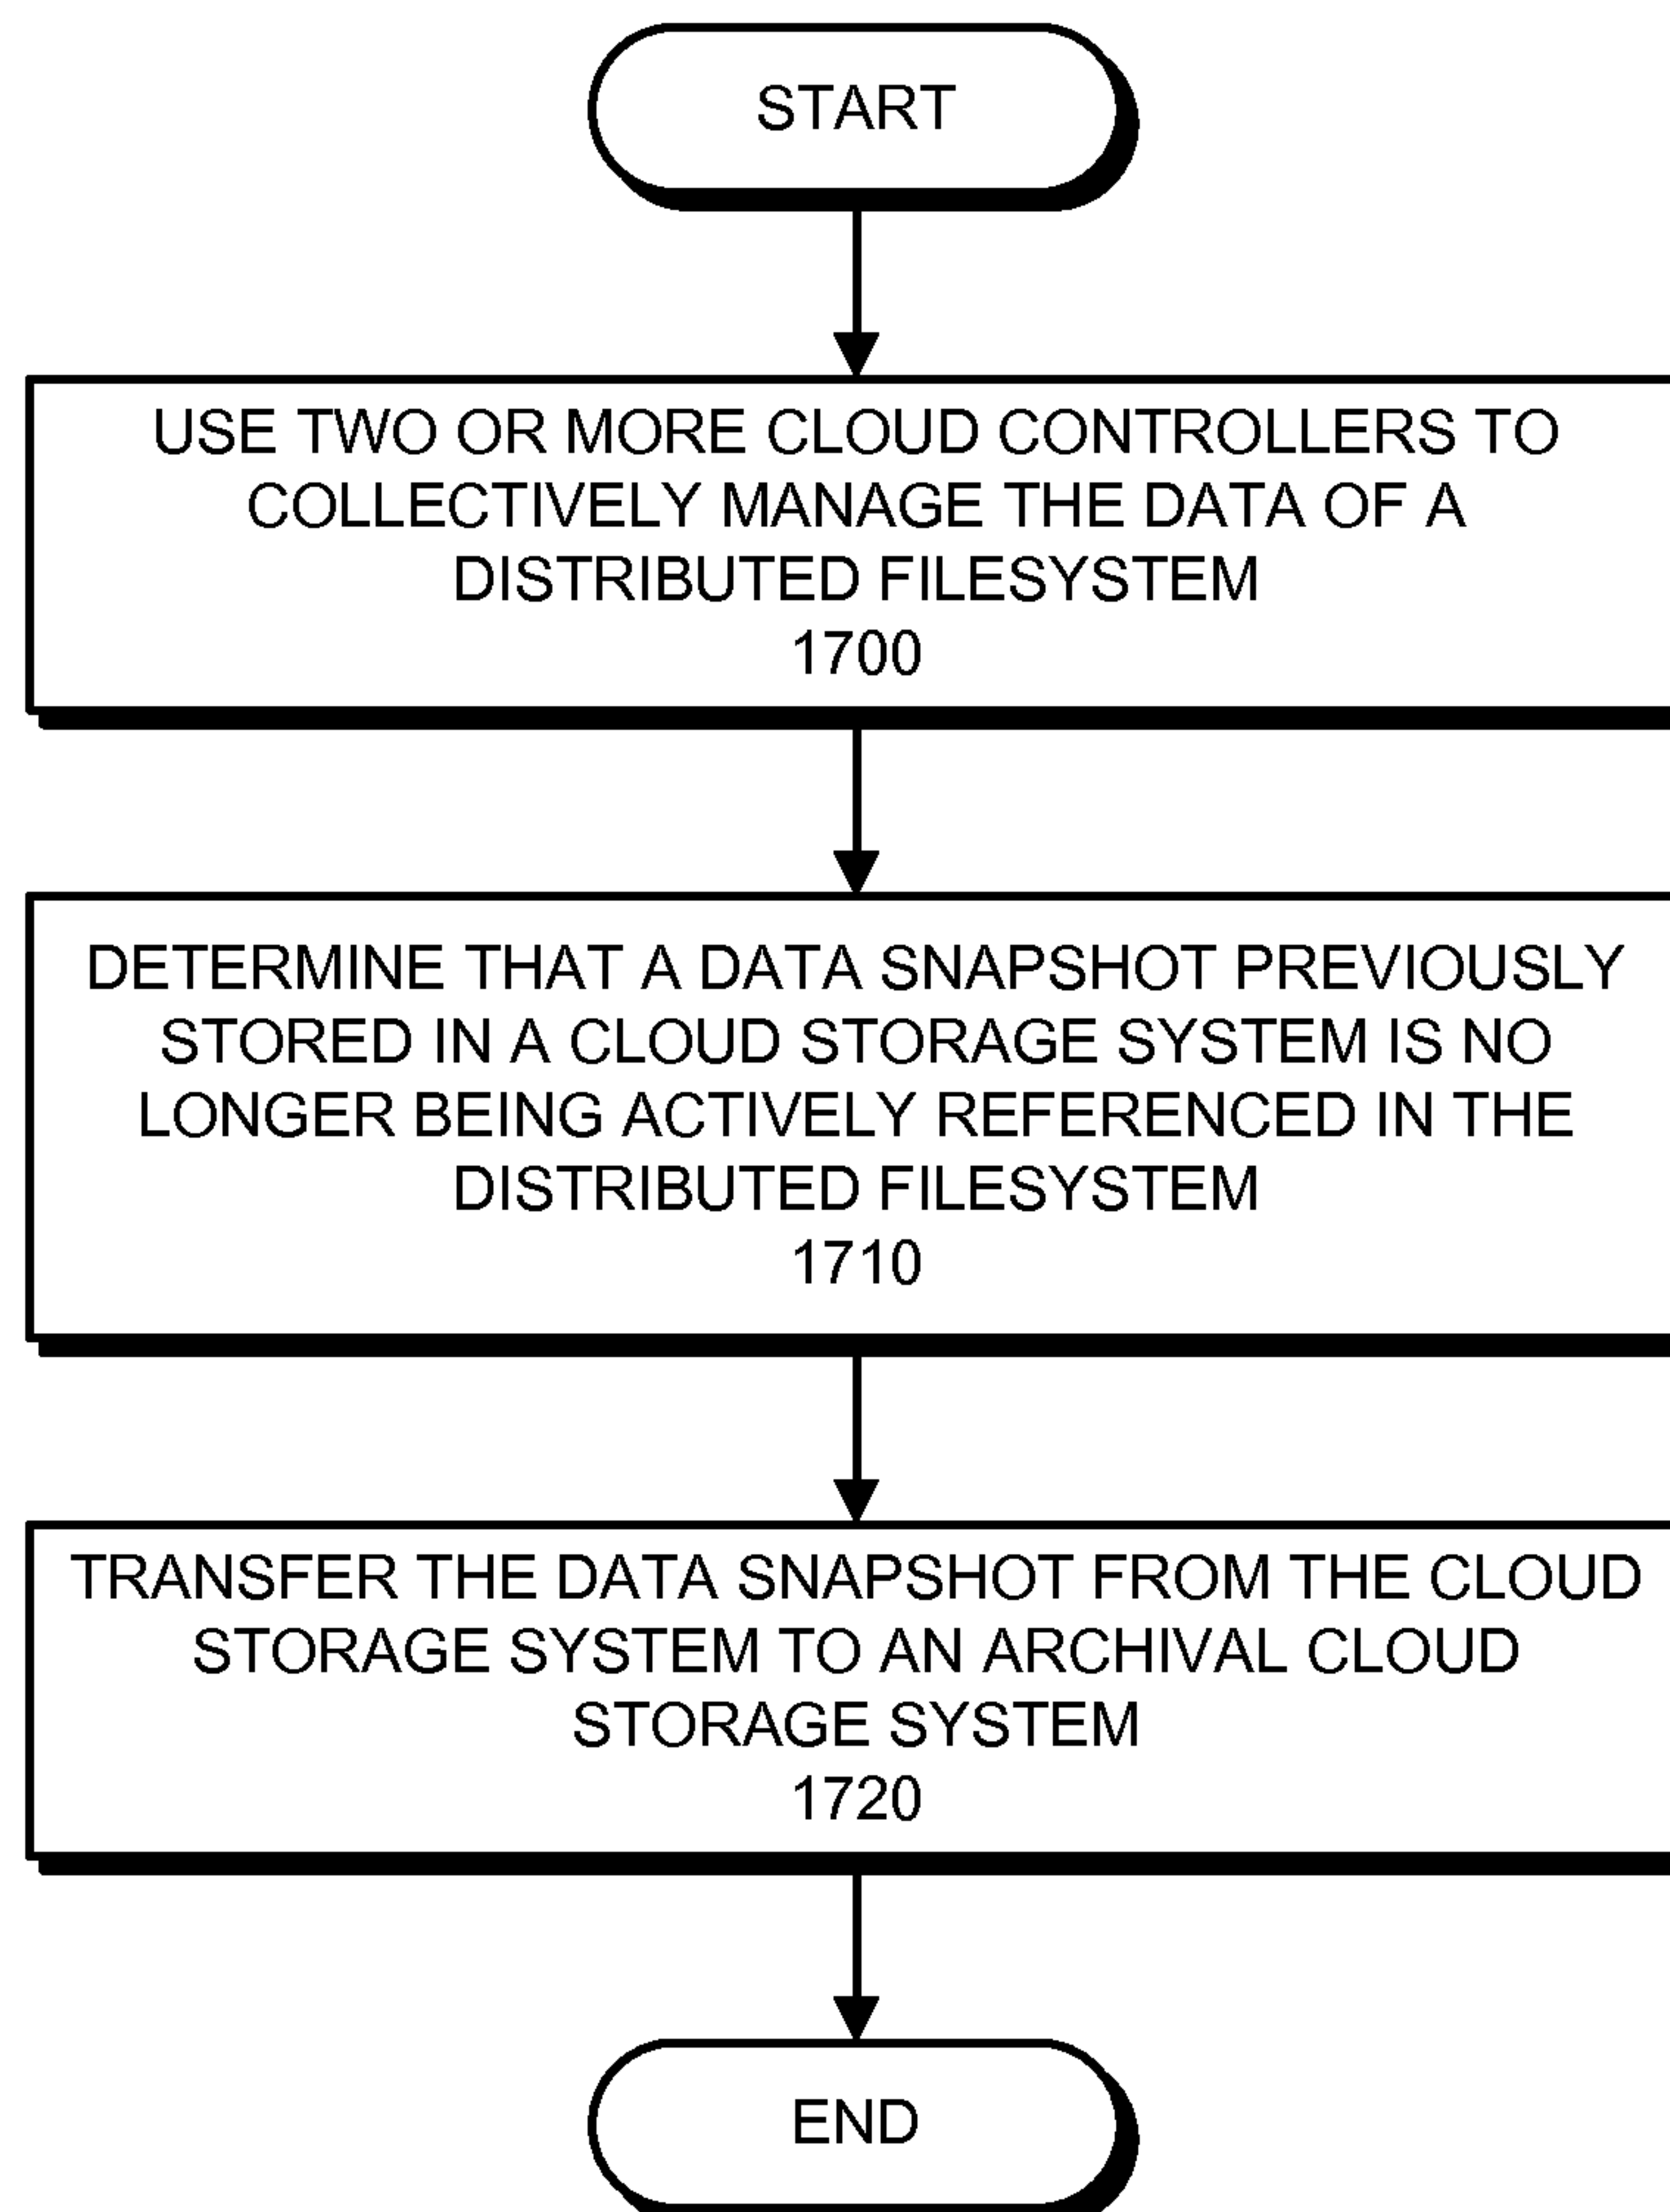 START
USE TWO OR MORE CLOUD CONTROLLERS TO
COLLECTIVELY MANAGE THE DATA OF A
DISTRIBUTED FILESYSTEM
1700
DETERMINE THAT A DATA SNAPSHOT PREVIOUSLY
STORED IN A CLOUD STORAGE SYSTEM IS NO
LONGER BEING ACTIVELY REFERENCED IN THE
DISTRIBUTED FILESYSTEM
1710
TRANSFER THE DATA SNAPSHOT FROM THE CLOUD
STORAGE SYSTEM TO AN ARCHIVAL CLOUD
STORAGE SYSTEM
1720
END